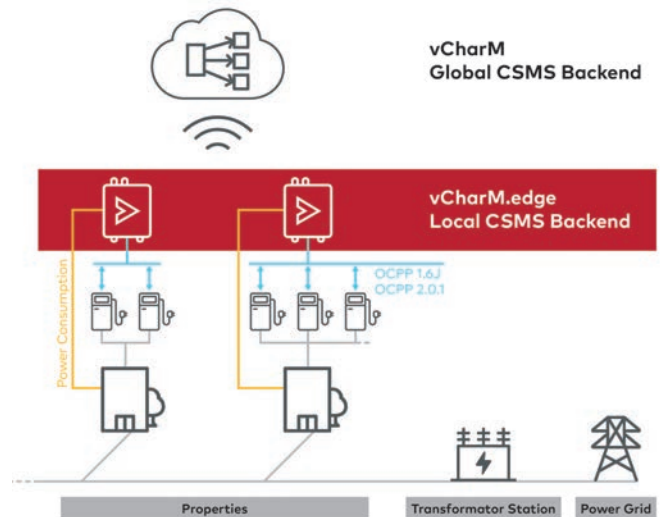 vCharM
Global CSMS Backend
vCharM.edge
Local CSMS Backend
OCPP 1.6J
OCPP 2.0.1
Power Consumption
Properties
Transformator Station
Power Grid